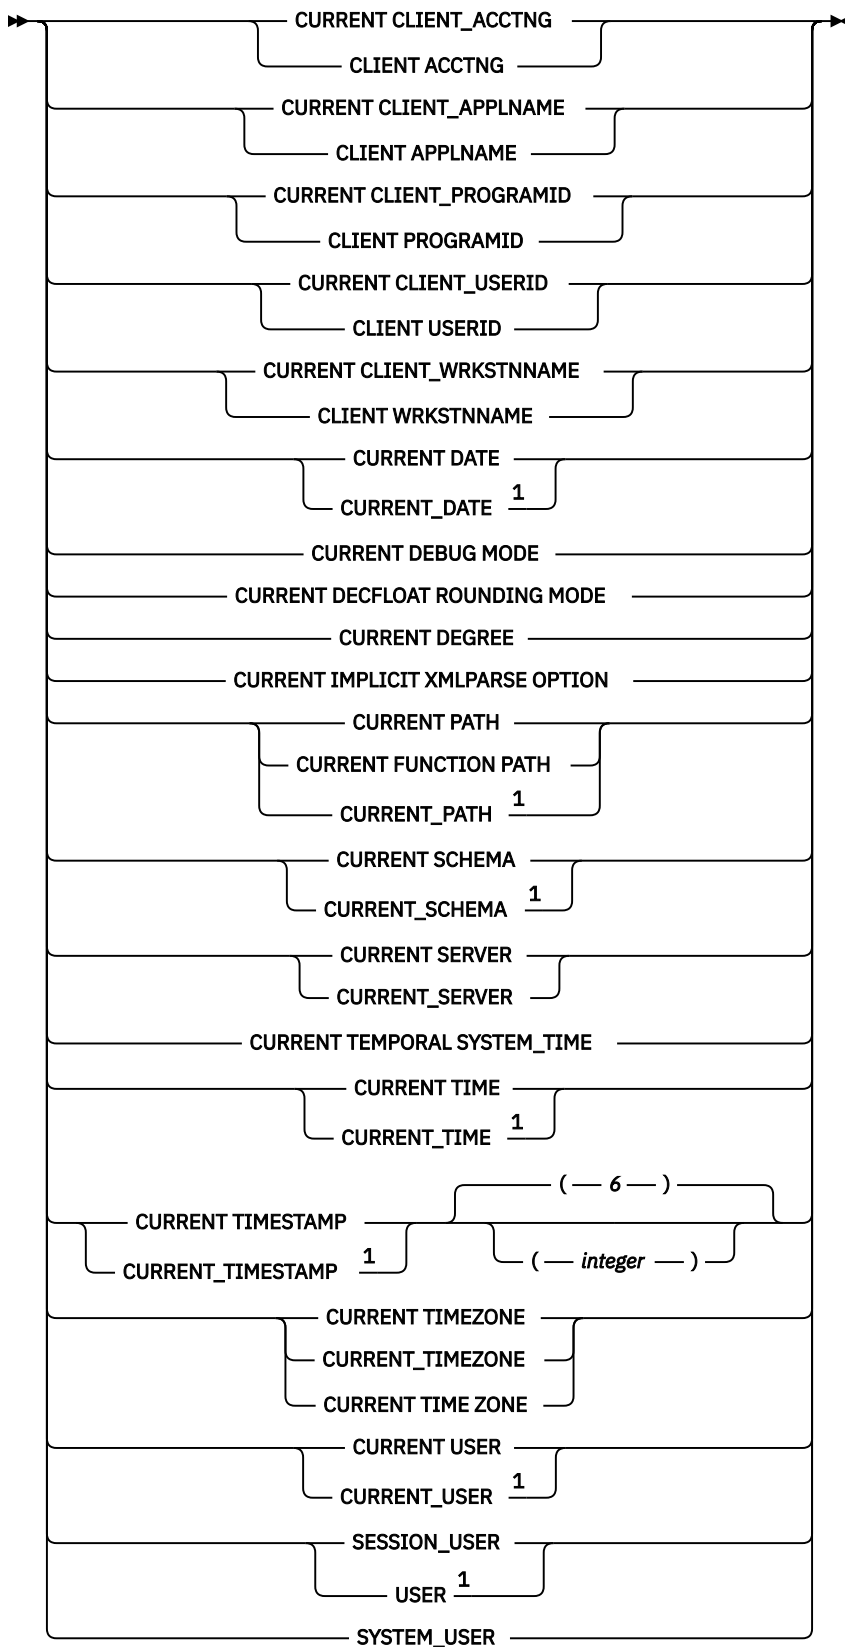 CURRENT CLIENT_ACCTNG
CLIENT ACCTNG
CURRENT CLIENT_APPLNAME
CLIENT APPLNAME
CURRENT CLIENT_PROGRAMID
CLIENT PROGRAMID
CURRENT CLIENT_USERID
CLIENT USERID
CURRENT CLIENT_WRKSTNNAME
CLIENT WRKSTNNAME
CURRENT DATE
CURRENT_DATE 1
CURRENT DEBUG MODE
CURRENT DECFLOAT ROUNDING MODE
CURRENT DEGREE
CURRENT IMPLICIT XMLPARSE OPTION
CURRENT PATH
CURRENT FUNCTION PATH
CURRENT_PATH 1
CURRENT SCHEMA
CURRENT_SCHEMA 1
CURRENT SERVER
CURRENT_SERVER
CURRENT TEMPORAL SYSTEM_TIME
CURRENT TIME
CURRENT_TIME 1
( 6 )
CURRENT TIMESTAMP
CURRENT_TIMESTAMP 1 ( integer )
CURRENT TIMEZONE
CURRENT_TIMEZONE
CURRENT TIME ZONE
CURRENT USER
CURRENT_USER 1
SESSION_USER
USER 1
SYSTEM_USER